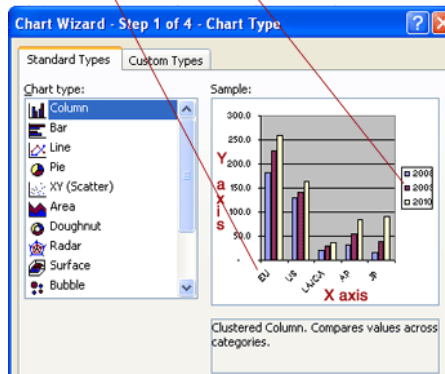 Chart Wizard - Step 1 of 4 - Chart Type
Standard Types
Custom Types
Chart type:
Column
Bar
Line
Pie
XY (Scatter)
Area
Doughnut
Radar
Surface
Bubble
Sample:
300.0
250.0
200.0
150.0
100.0
50.0
Y axis
EU
US
LA/CA
AP
JP
X axis
2008
2009
2010
Clustered Column. Compares values across
categories.